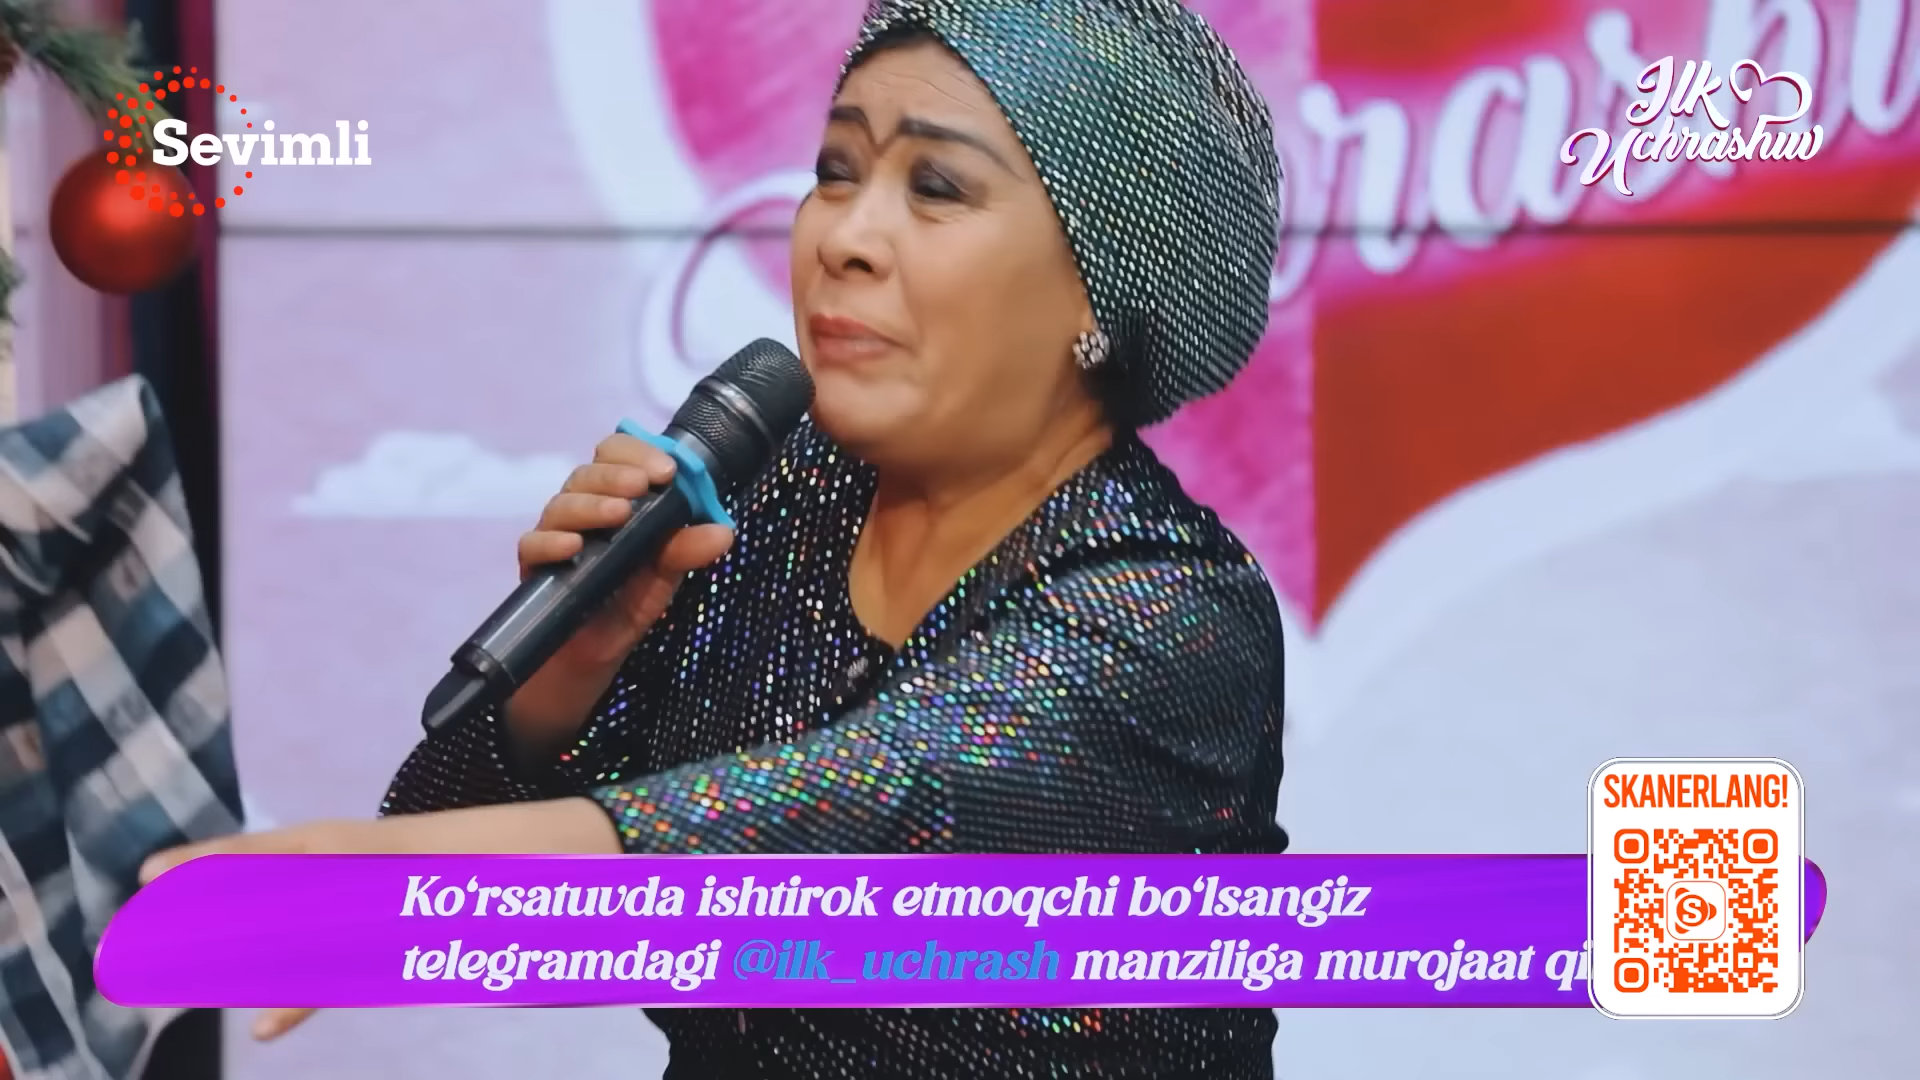 Sevimli
Ilk
Uchrashuv
SKANERLANG!
Ko‘rsatuvda ishtirok etmoqchi bo‘lsangiz
telegramdagi @ilk_uchrash manziliga murojaat